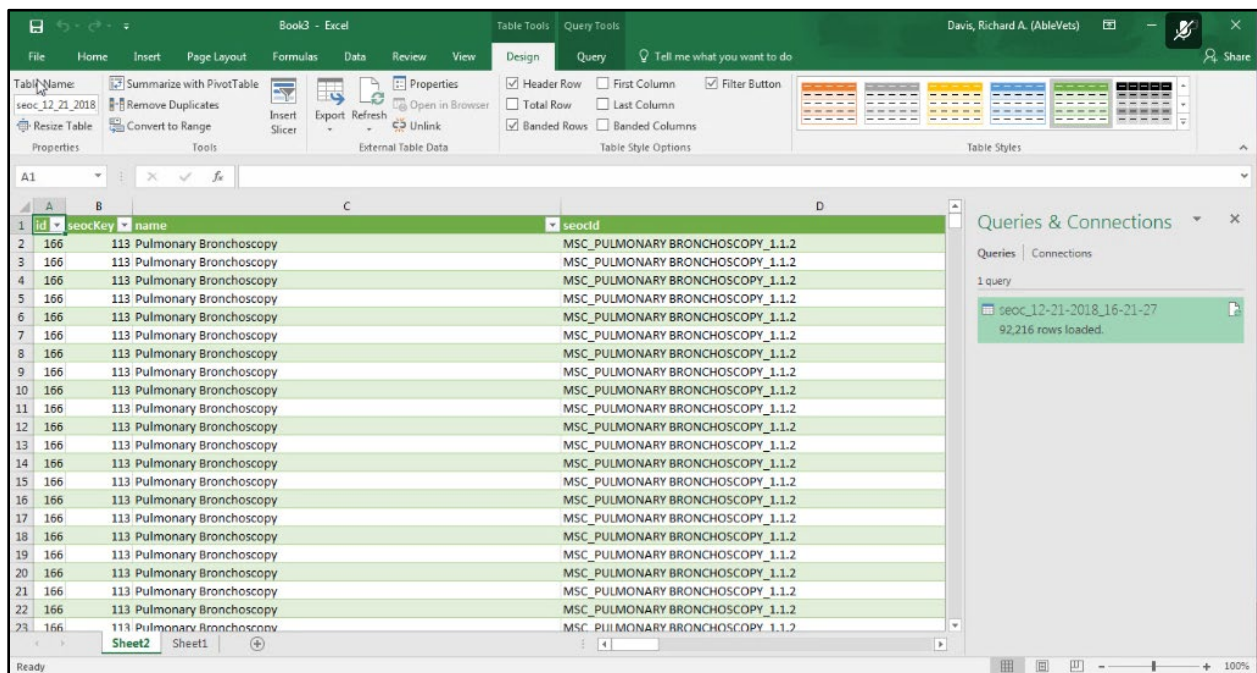 Book3 - Excel
Table Tools Query Tools
Davis, Richard A. (AbleVets)
File Home Insert Page Layout Formulas Data Review View Design Query Tell me what you want to do Share
Table Name: Summarize with PivotTable Properties Header Row First Column Filter Button
seoc_12_21_2018 Remove Duplicates Insert Slicer Export Refresh Open in Browser Total Row Last Column
Resize Table Convert to Range Unlink Banded Rows Banded Columns
Properties Tools External Table Data Table Style Options Table Styles
A1 fx
A B C D
1 id seocKey name seocId
2 166 113 Pulmonary Bronchoscopy MSC_PULMONARY BRONCHOSCOPY_1.1.2
3 166 113 Pulmonary Bronchoscopy MSC_PULMONARY BRONCHOSCOPY_1.1.2
4 166 113 Pulmonary Bronchoscopy MSC_PULMONARY BRONCHOSCOPY_1.1.2
5 166 113 Pulmonary Bronchoscopy MSC_PULMONARY BRONCHOSCOPY_1.1.2
6 166 113 Pulmonary Bronchoscopy MSC_PULMONARY BRONCHOSCOPY_1.1.2
7 166 113 Pulmonary Bronchoscopy MSC_PULMONARY BRONCHOSCOPY_1.1.2
8 166 113 Pulmonary Bronchoscopy MSC_PULMONARY BRONCHOSCOPY_1.1.2
9 166 113 Pulmonary Bronchoscopy MSC_PULMONARY BRONCHOSCOPY_1.1.2
10 166 113 Pulmonary Bronchoscopy MSC_PULMONARY BRONCHOSCOPY_1.1.2
11 166 113 Pulmonary Bronchoscopy MSC_PULMONARY BRONCHOSCOPY_1.1.2
12 166 113 Pulmonary Bronchoscopy MSC_PULMONARY BRONCHOSCOPY_1.1.2
13 166 113 Pulmonary Bronchoscopy MSC_PULMONARY BRONCHOSCOPY_1.1.2
14 166 113 Pulmonary Bronchoscopy MSC_PULMONARY BRONCHOSCOPY_1.1.2
15 166 113 Pulmonary Bronchoscopy MSC_PULMONARY BRONCHOSCOPY_1.1.2
16 166 113 Pulmonary Bronchoscopy MSC_PULMONARY BRONCHOSCOPY_1.1.2
17 166 113 Pulmonary Bronchoscopy MSC_PULMONARY BRONCHOSCOPY_1.1.2
18 166 113 Pulmonary Bronchoscopy MSC_PULMONARY BRONCHOSCOPY_1.1.2
19 166 113 Pulmonary Bronchoscopy MSC_PULMONARY BRONCHOSCOPY_1.1.2
20 166 113 Pulmonary Bronchoscopy MSC_PULMONARY BRONCHOSCOPY_1.1.2
21 166 113 Pulmonary Bronchoscopy MSC_PULMONARY BRONCHOSCOPY_1.1.2
22 166 113 Pulmonary Bronchoscopy MSC_PULMONARY BRONCHOSCOPY_1.1.2
23 166 113 Pulmonary Bronchoscopy MSC_PULMONARY BRONCHOSCOPY_1.1.2
Queries & Connections
Queries Connections
1 query
seoc_12-21-2018_16-21-27
92,216 rows loaded.
Sheet2 Sheet1
Ready 100%